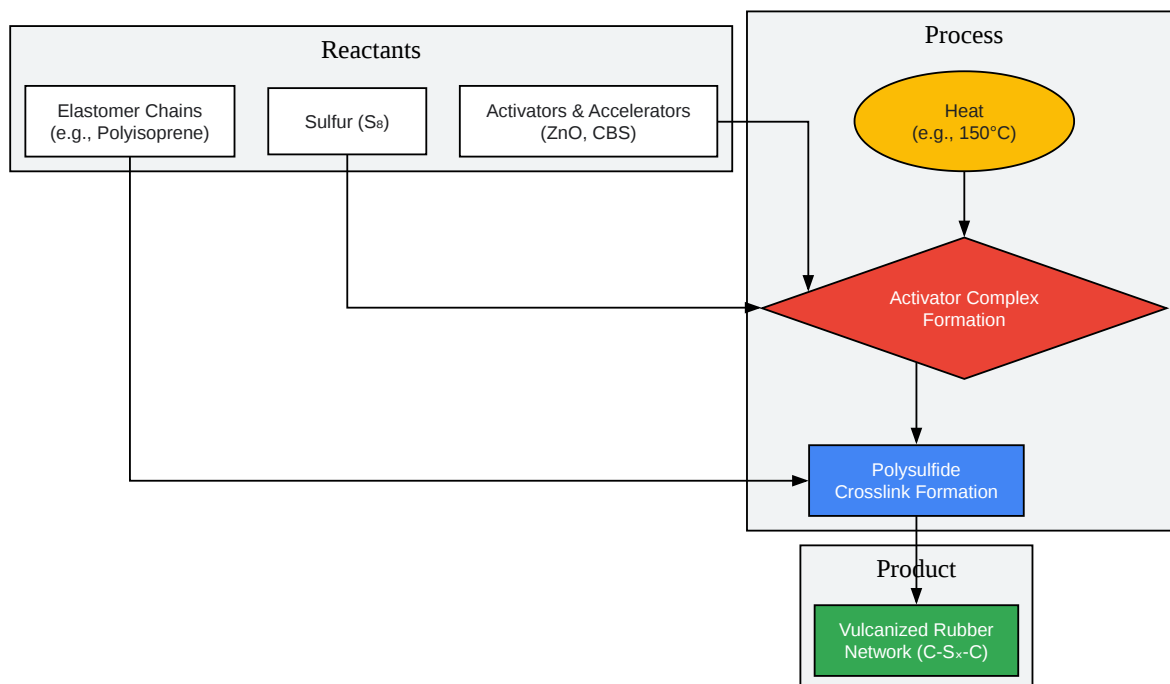 Reactants
Elastomer Chains
(e.g., Polyisoprene)
Sulfur (S₈)
Activators & Accelerators
(ZnO, CBS)
Process
Heat
(e.g., 150°C)
Activator Complex
Formation
Polysulfide
Crosslink Formation
Product
Vulcanized Rubber
Network (C-Sₓ-C)